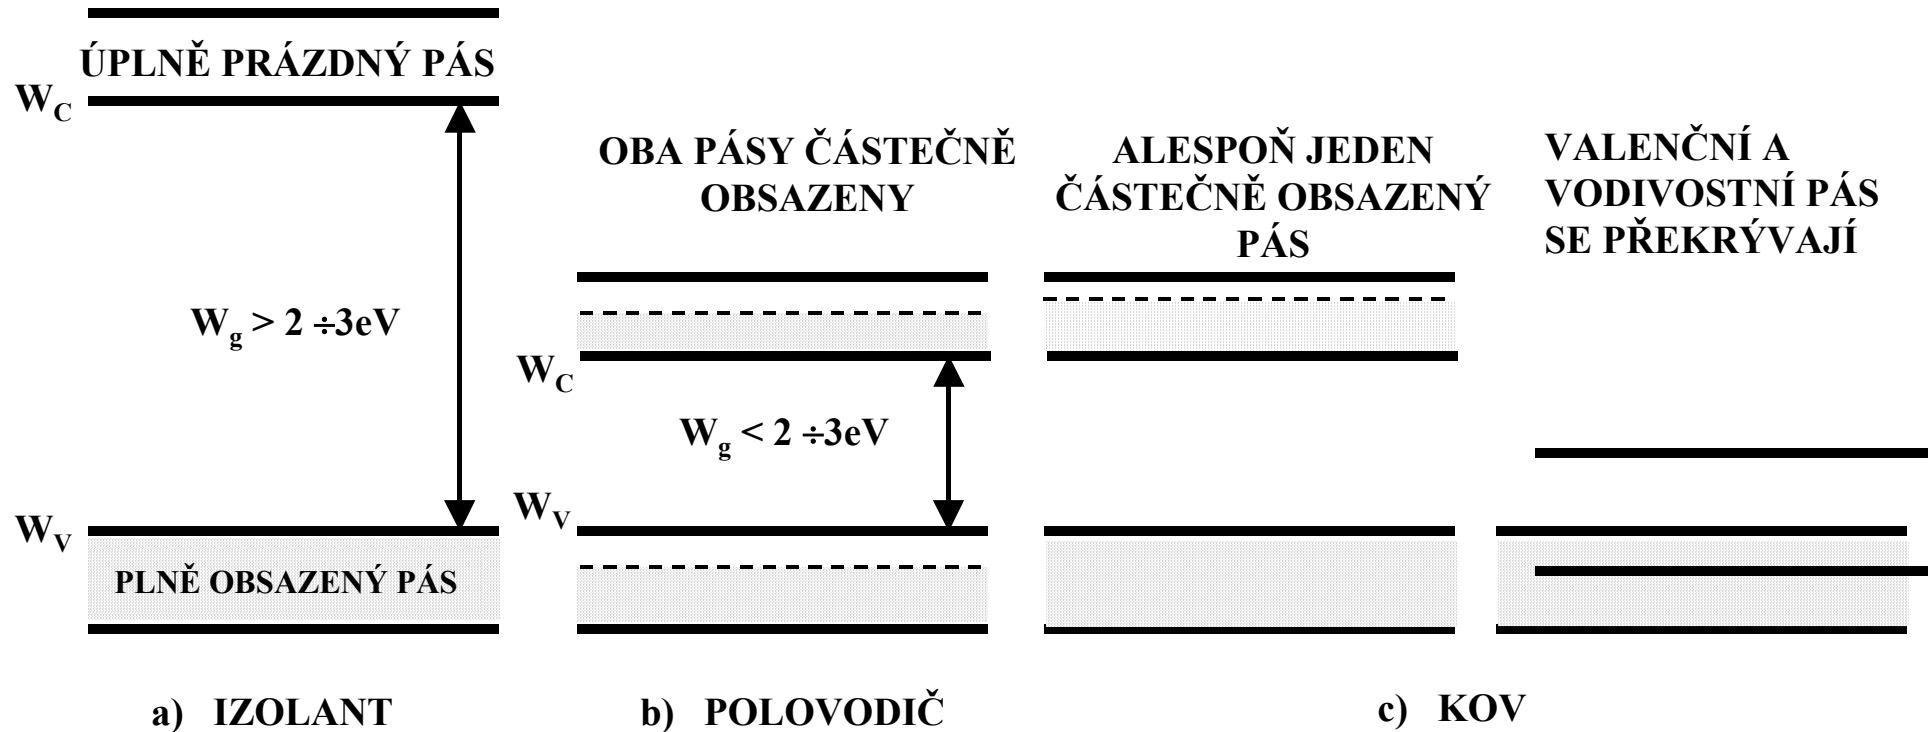 ÚPLNĚ PRÁZDNÝ PÁS
W_C
W_g > 2 ÷3eV
W_V
PLNĚ OBSAZENÝ PÁS
a) IZOLANT
OBA PÁSY ČÁSTEČNĚ
OBSAZENY
W_C
W_g < 2 ÷3eV
W_V
b) POLOVODIČ
ALESPOŇ JEDEN
ČÁSTEČNĚ OBSAZENÝ
PÁS
VALENČNÍ A
VODIVOSTNÍ PÁS
SE PŘEKRÝVAJÍ
c) KOV